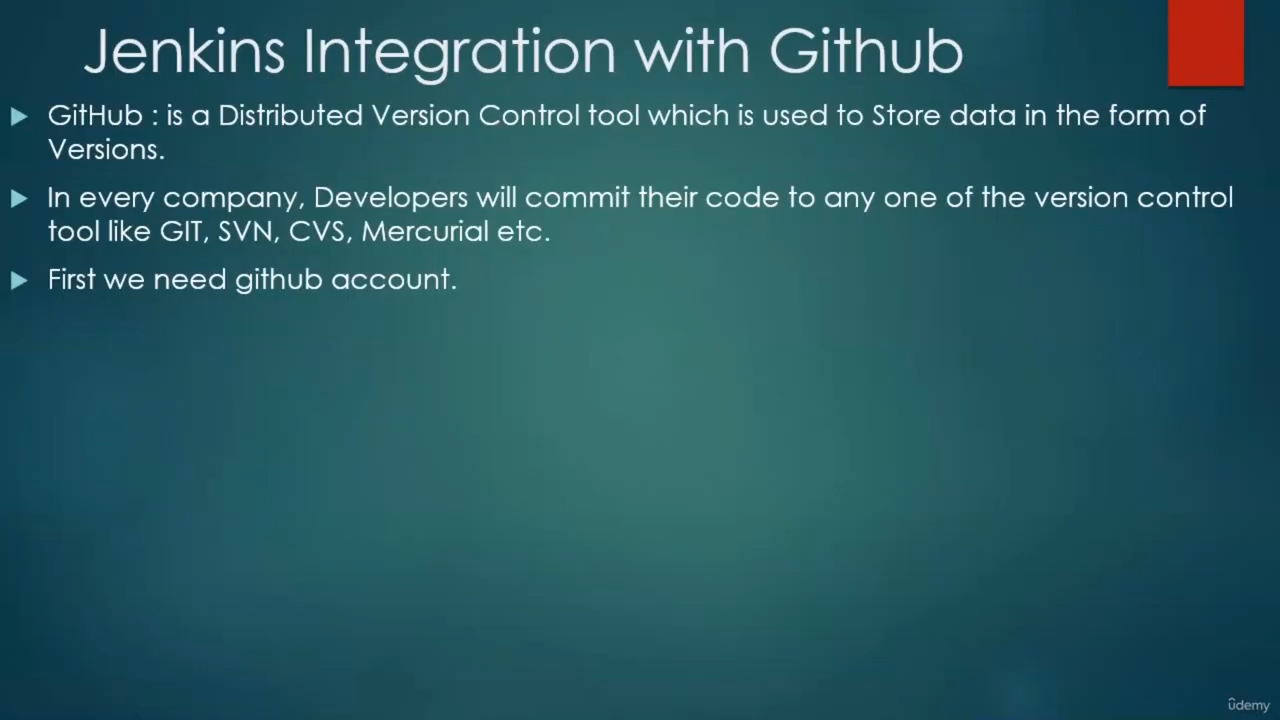 Jenkins Integration with Github
GitHub : is a Distributed Version Control tool which is used to Store data in the form of
Versions.
In every company, Developers will commit their code to any one of the version control
tool like GIT, SVN, CVS, Mercurial etc.
First we need github account.
udemy